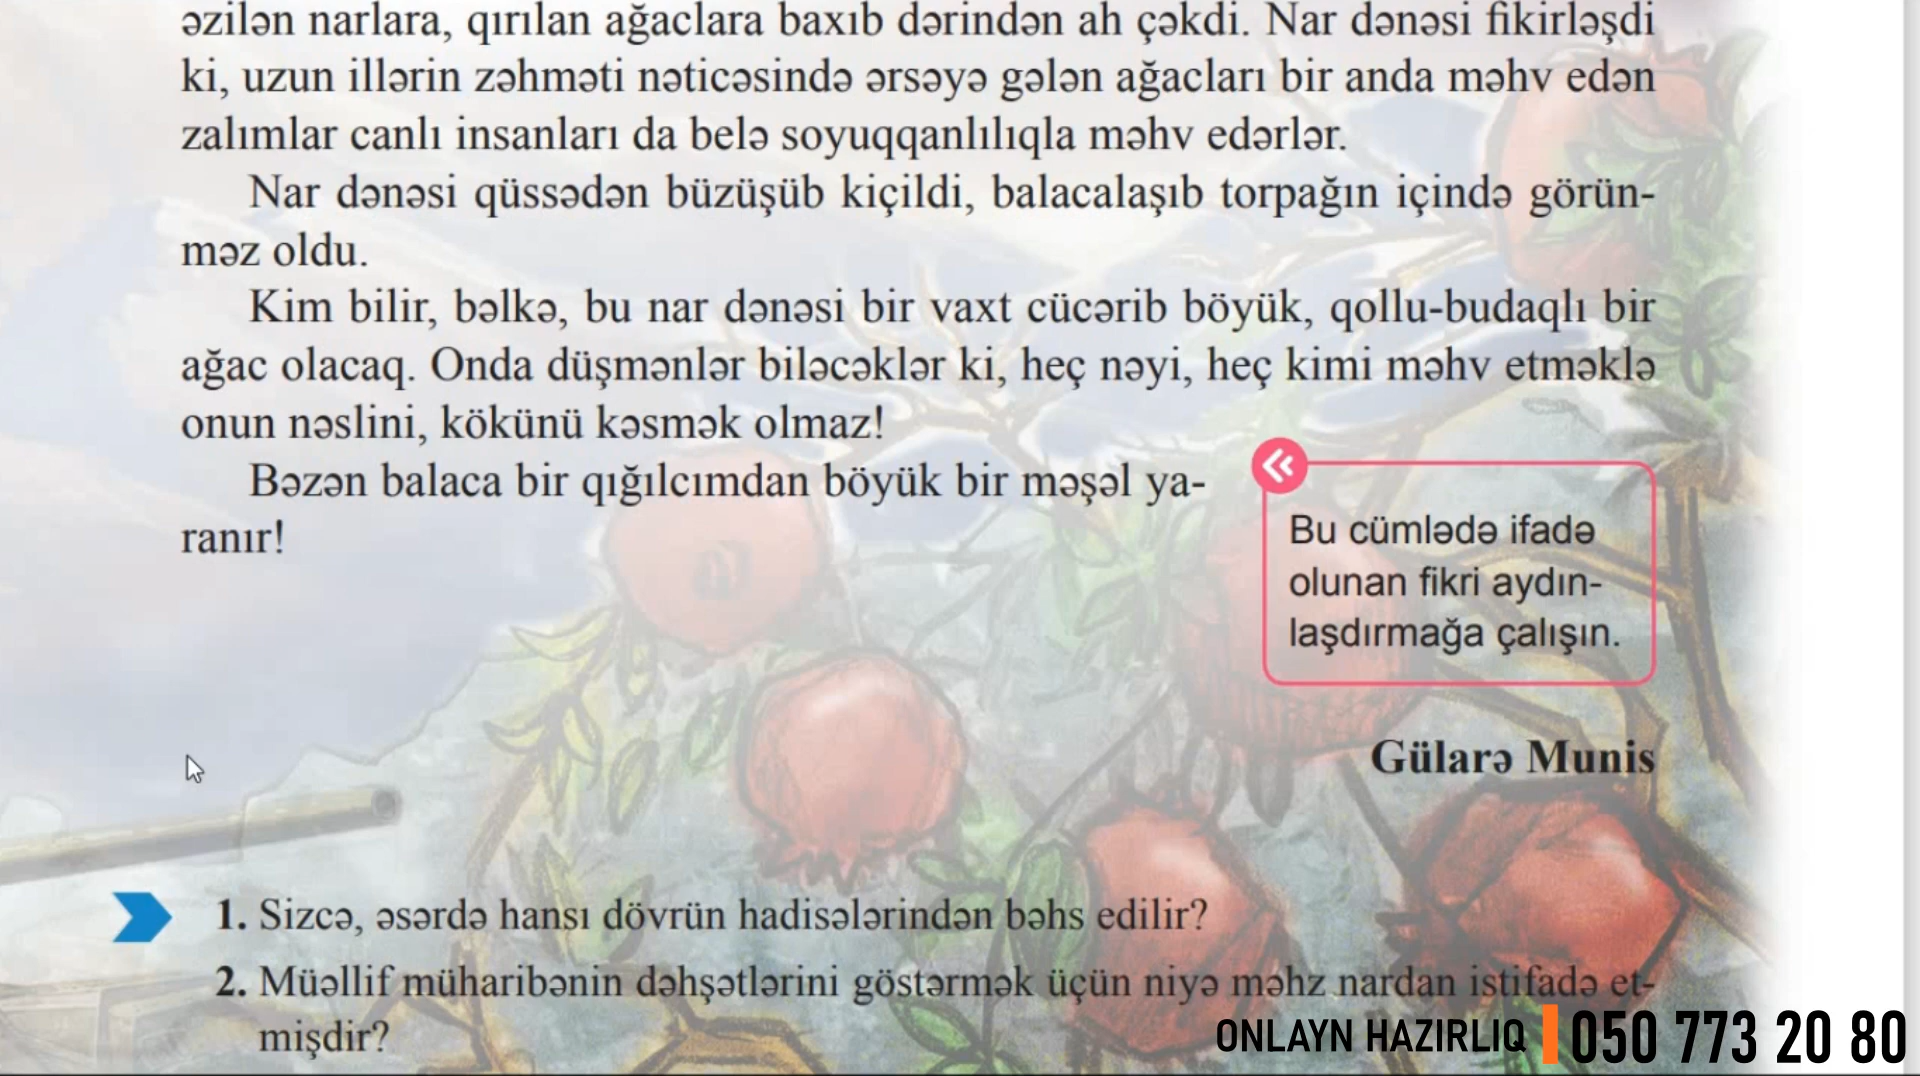 əzilən narlara, qırılan ağaclara baxıb dərindən ah çəkdi. Nar dənəsi fikirləşdi
ki, uzun illərin zəhməti nəticəsində ərsəyə gələn ağacları bir anda məhv edən
zalımlar canlı insanları da belə soyuqqanlılıqla məhv edərlər.
Nar dənəsi qüssədən büzüşüb kiçildi, balacalaşıb torpağın içində görün-
məz oldu.
Kim bilir, bəlkə, bu nar dənəsi bir vaxt cücərib böyük, qollu-budaqlı bir
ağac olacaq. Onda düşmənlər biləcəklər ki, heç nəyi, heç kimi məhv etməklə
onun nəslini, kökünü kəsmək olmaz!
Bəzən balaca bir qığılcımdan böyük bir məşəl ya-
ranır!
Bu cümlədə ifadə
olunan fikri aydın-
laşdırmağa çalışın.
Gülarə Munis
1. Sizcə, əsərdə hansı dövrün hadisələrindən bəhs edilir?
2. Müəllif müharibənin dəhşətlərini göstərmək üçün niyə məhz nardan istifadə et-
mişdir?
ONLAYN HAZIRLIQ 050 773 20 80